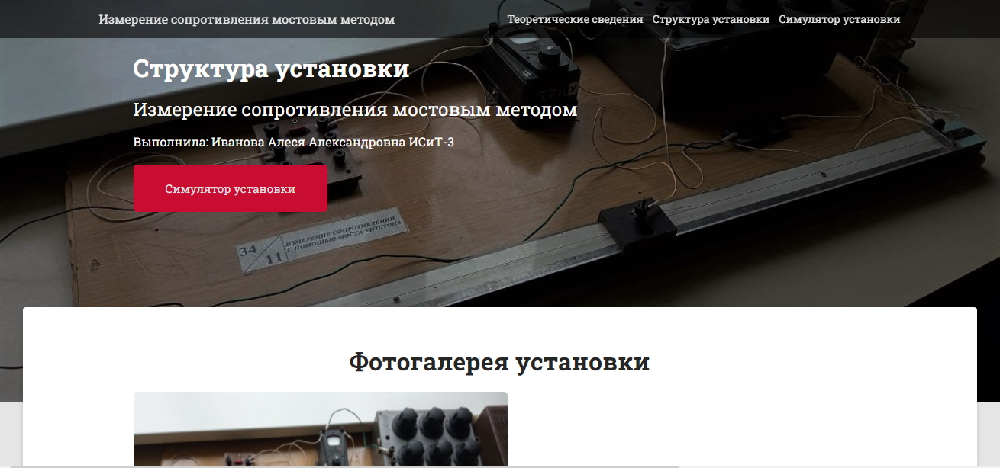 Измерение сопротивления мостовым методом
Теоретические сведения Структура установки Симулятор установки
Структура установки
Измерение сопротивления мостовым методом
Выполнила: Иванова Алеся Александровна ИСиТ-3
Симулятор установки
34
11
ИЗМЕРЕНИЕ СОПРОТИВЛЕНИЙ
С ПОМОЩЬЮ МОСТА УИТСТОНА
Фотогалерея установки